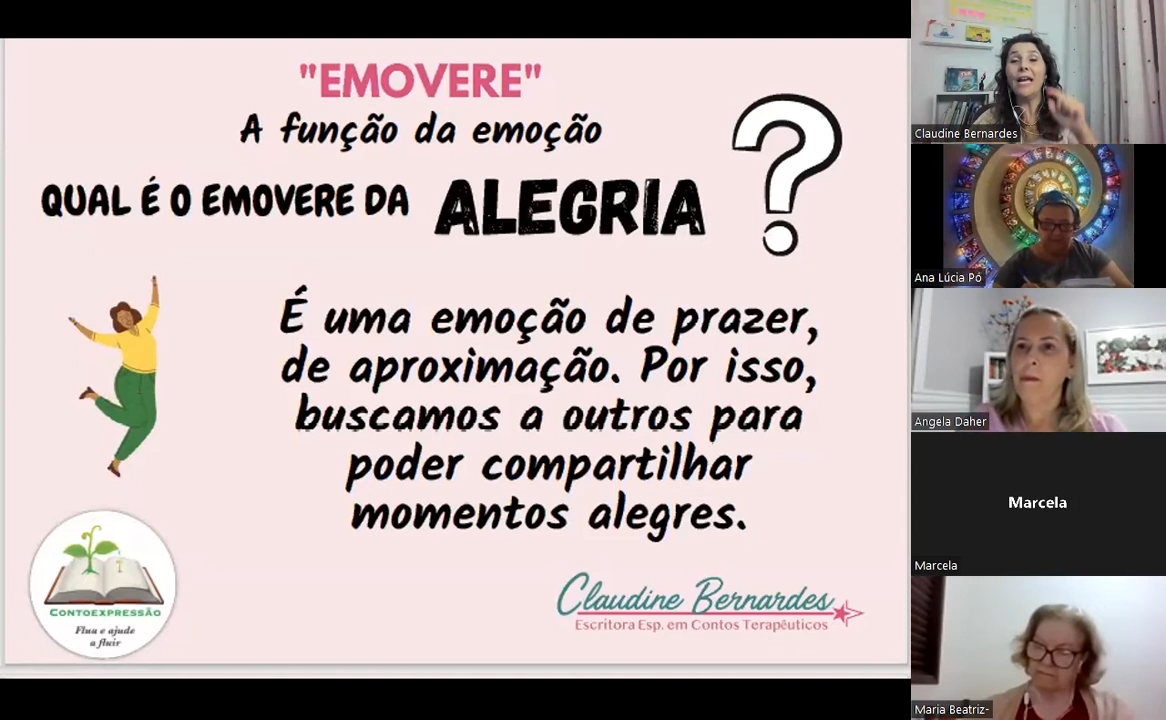 "EMOVERE"
A função da emoção
QUAL É O EMOVERE DA ALEGRIA ?
É uma emoção de prazer,
de aproximação. Por isso,
buscamos a outros para
poder compartilhar
momentos alegres.
CONTOEXPRESSÃO
Flua e ajude
a fluir
Claudine Bernardes
Escritora Esp. em Contos Terapêuticos
Claudine Bernardes
Ana Lúcia Pó
Angela Daher
Marcela
Marcela
Maria Beatriz-